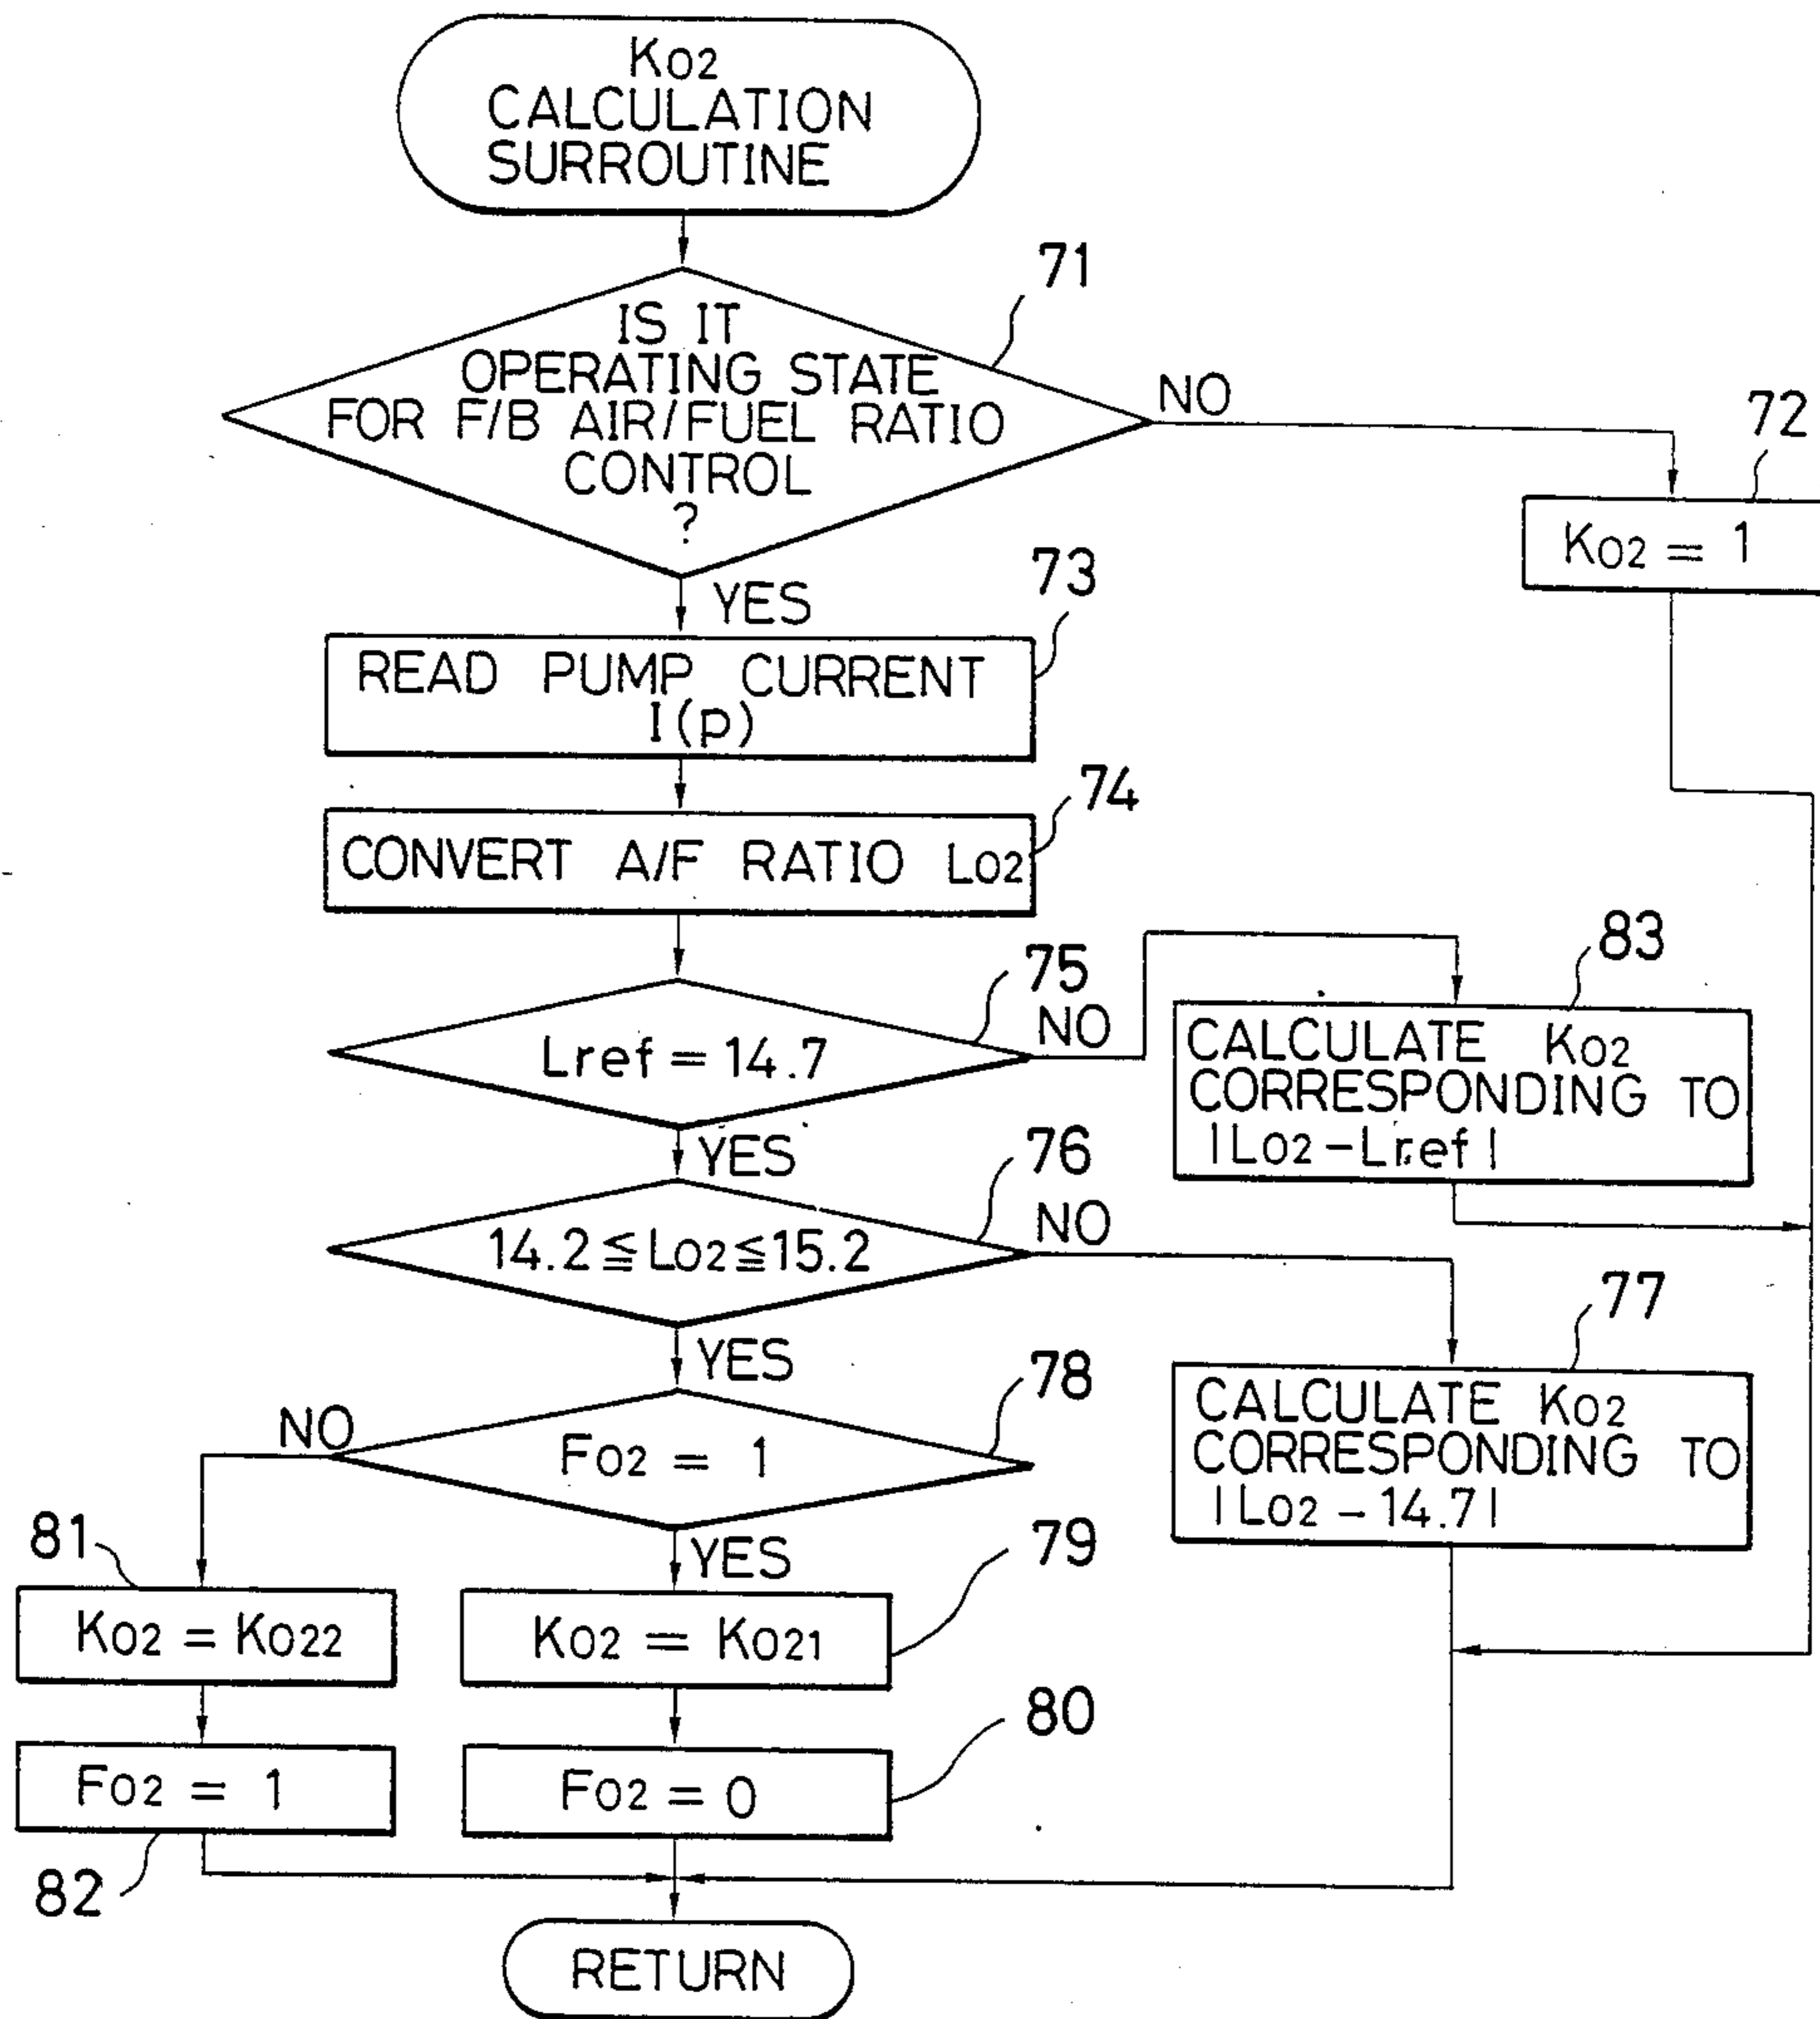 Ko2
CALCULATION
SURROUTINE
71
IS IT
OPERATING STATE
FOR F/B AIR/FUEL RATIO
CONTROL
?
NO
72
Ko2 = 1
YES
73
READ PUMP CURRENT
I(p)
74
CONVERT A/F RATIO Lo2
75
Lref = 14.7
NO
83
CALCULATE Ko2
CORRESPONDING TO
|Lo2-Lref|
YES
76
14.2≦Lo2≦15.2
NO
77
CALCULATE Ko2
CORRESPONDING TO
|Lo2-14.7|
YES
78
Fo2 = 1
NO
YES
81
Ko2 = Ko22
79
Ko2 = Ko21
82
Fo2 = 1
80
Fo2 = 0
RETURN